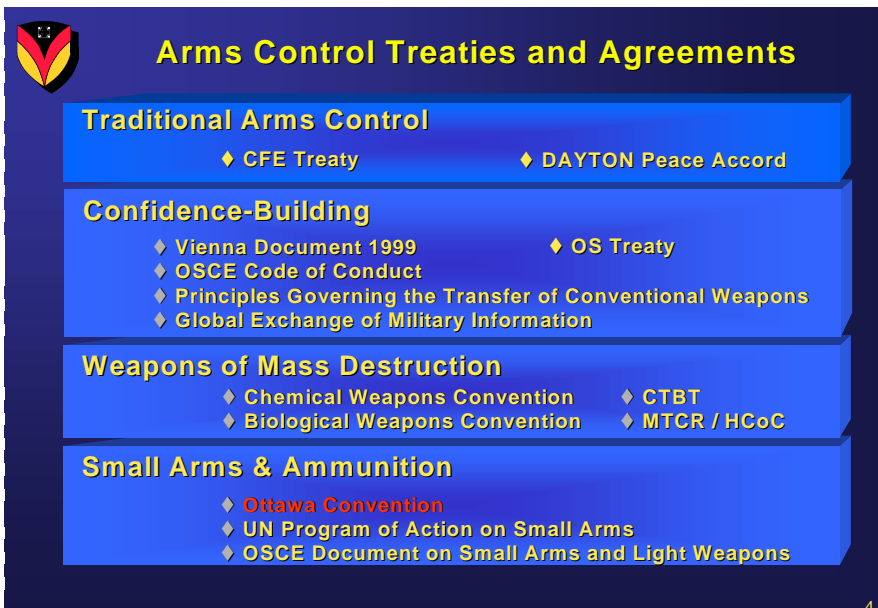 Arms Control Treaties and Agreements
Traditional Arms Control
♦ CFE Treaty ♦ DAYTON Peace Accord
Confidence-Building
♦ Vienna Document 1999 ♦ OS Treaty
♦ OSCE Code of Conduct
♦ Principles Governing the Transfer of Conventional Weapons
♦ Global Exchange of Military Information
Weapons of Mass Destruction
♦ Chemical Weapons Convention ♦ CTBT
♦ Biological Weapons Convention ♦ MTCR / HCoC
Small Arms & Ammunition
♦ Ottawa Convention
♦ UN Program of Action on Small Arms
♦ OSCE Document on Small Arms and Light Weapons
4